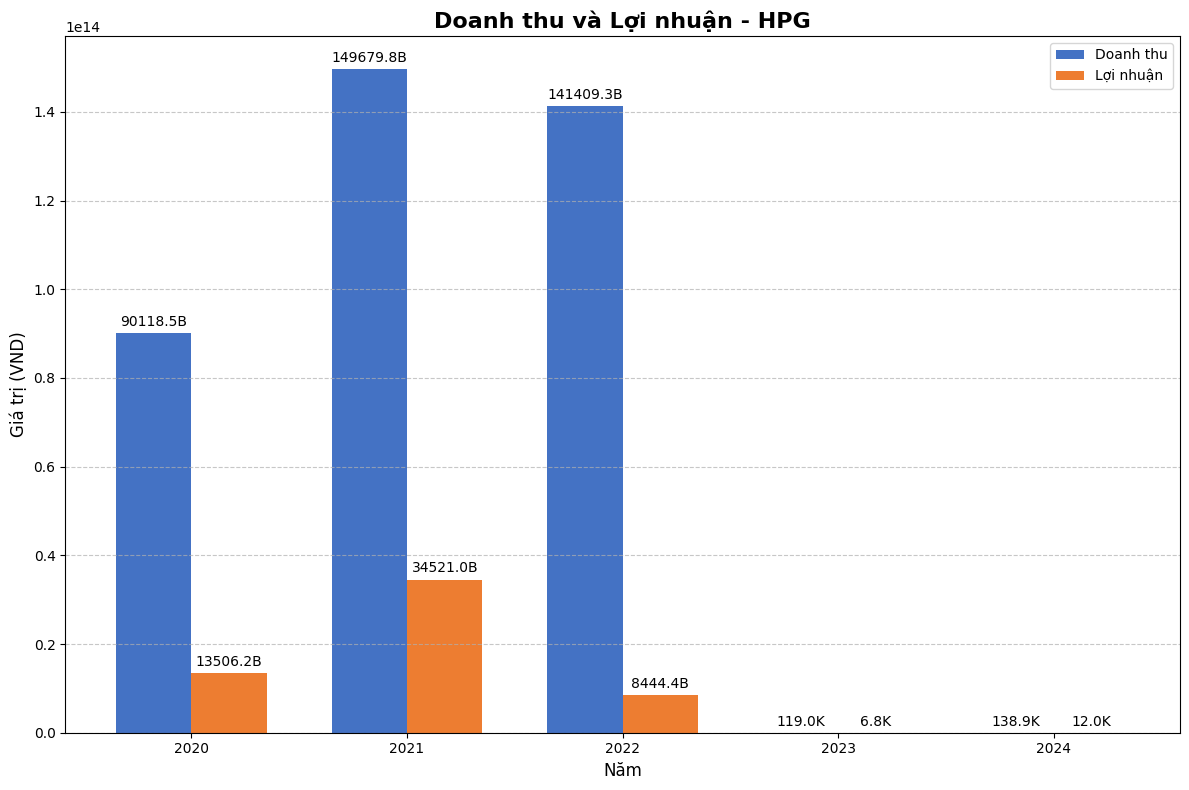 Doanh thu và Lợi nhuận - HPG
1e14
Doanh thu
Lợi nhuận
Giá trị (VND)
1.4
1.2
1.0
0.8
0.6
0.4
0.2
0.0
90118.5B
13506.2B
149679.8B
34521.0B
141409.3B
8444.4B
119.0K
6.8K
138.9K
12.0K
2020
2021
2022
2023
2024
Năm